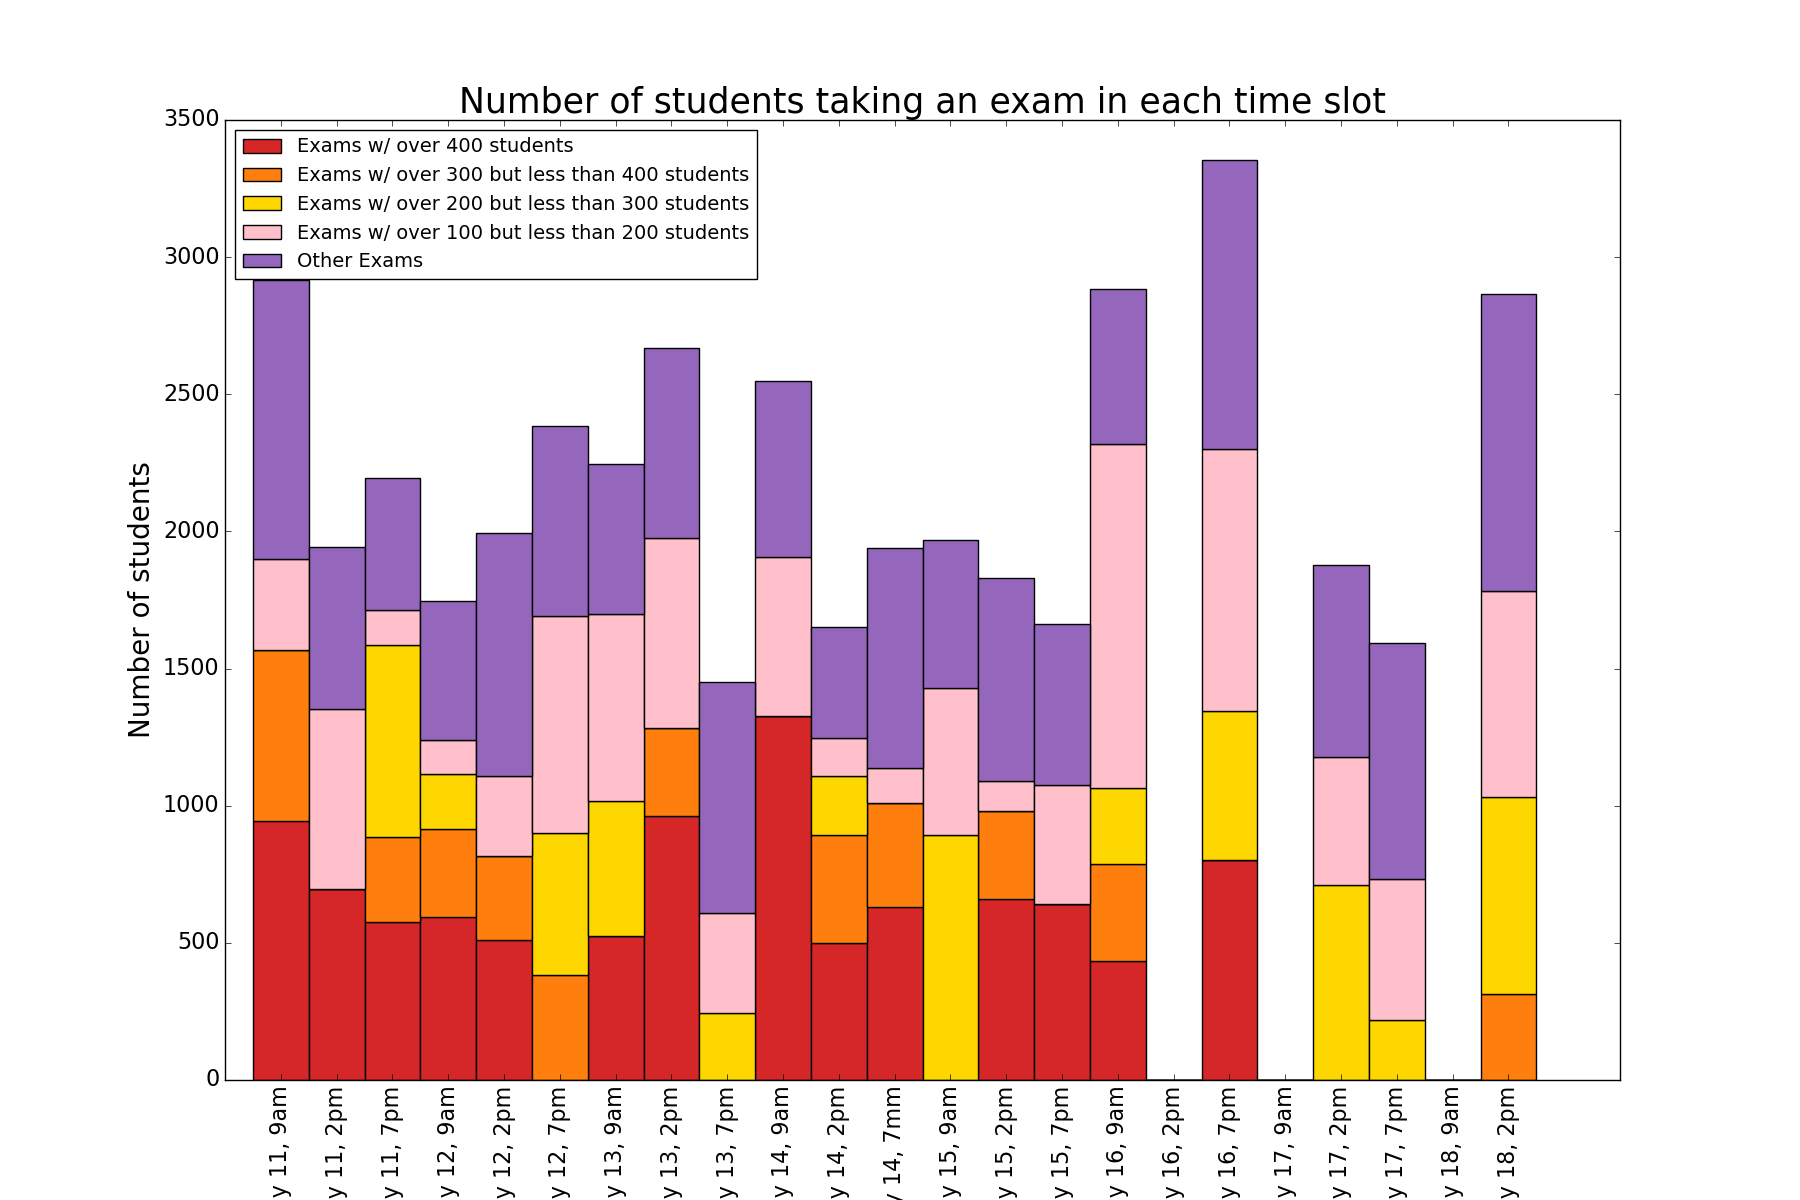 Number of students taking an exam in each time slot
Exams w/ over 400 students
Exams w/ over 300 but less than 400 students
Exams w/ over 200 but less than 300 students
Exams w/ over 100 but less than 200 students
Other Exams
Number of students
3500
3000
2500
2000
1500
1000
500
0
y 11, 9am
y 11, 2pm
y 11, 7pm
y 12, 9am
y 12, 2pm
y 12, 7pm
y 13, 9am
y 13, 2pm
y 13, 7pm
y 14, 9am
y 14, 2pm
y 14, 7mm
y 15, 9am
y 15, 2pm
y 15, 7pm
y 16, 9am
y 16, 2pm
y 16, 7pm
y 17, 9am
y 17, 2pm
y 17, 7pm
y 18, 9am
y 18, 2pm